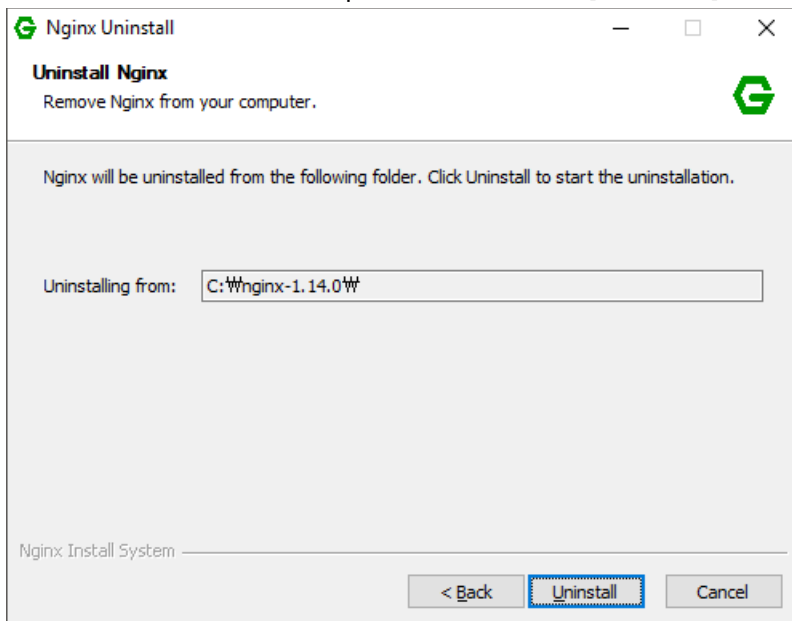 Nginx Uninstall
Uninstall Nginx
Remove Nginx from your computer.
Nginx will be uninstalled from the following folder. Click Uninstall to start the uninstallation.
Uninstalling from: C:₩nginx-1.14.0₩
Nginx Install System
< Back Uninstall Cancel